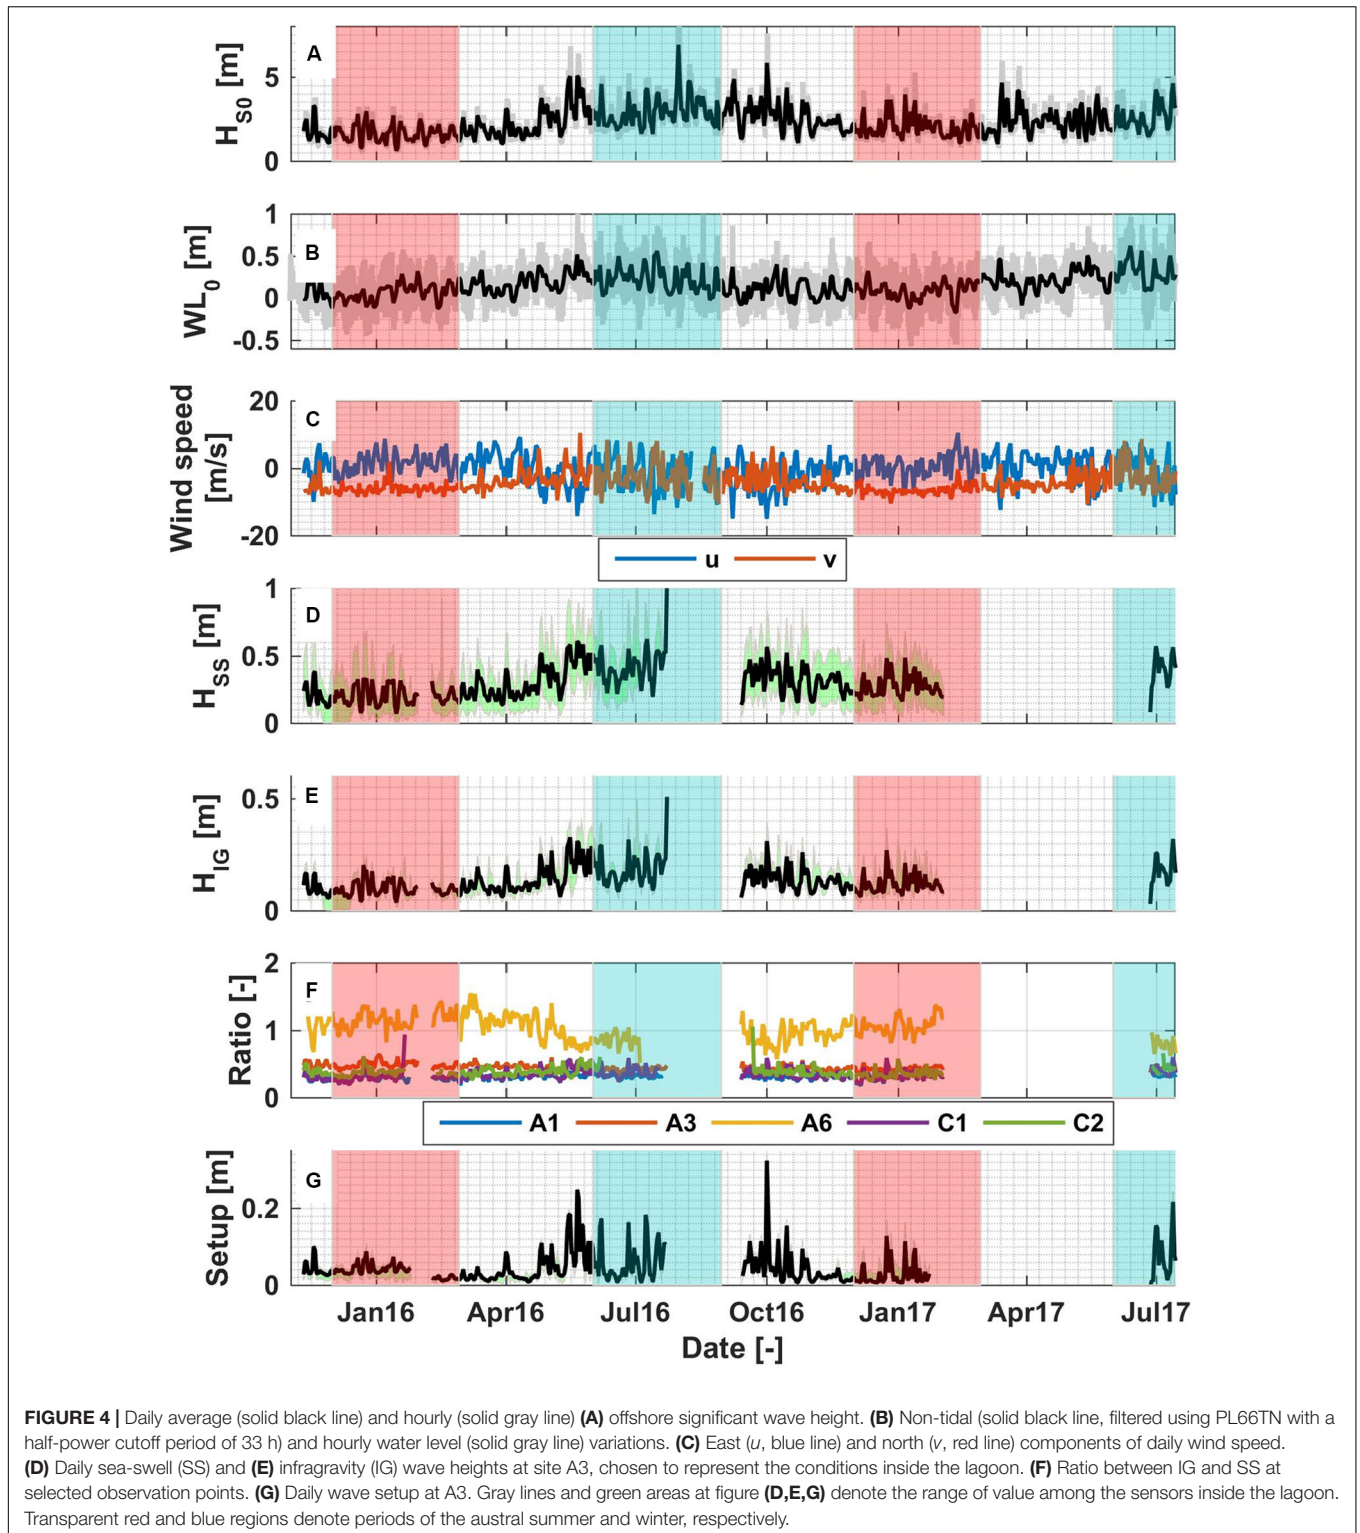 A
H_S0 [m]
5
0
B
WL_0 [m]
1
0.5
0
-0.5
C
Wind speed
[m/s]
20
0
-20
u v
D
H_SS [m]
1
0.5
0
E
H_IG [m]
0.5
0
F
Ratio [-]
2
1
0
A1 A3 A6 C1 C2
G
Setup [m]
0.2
0
Jan16 Apr16 Jul16 Oct16 Jan17 Apr17 Jul17
Date [-]
FIGURE 4 | Daily average (solid black line) and hourly (solid gray line) (A) offshore significant wave height. (B) Non-tidal (solid black line, filtered using PL66TN with a
half-power cutoff period of 33 h) and hourly water level (solid gray line) variations. (C) East (u, blue line) and north (v, red line) components of daily wind speed.
(D) Daily sea-swell (SS) and (E) infragravity (IG) wave heights at site A3, chosen to represent the conditions inside the lagoon. (F) Ratio between IG and SS at
selected observation points. (G) Daily wave setup at A3. Gray lines and green areas at figure (D,E,G) denote the range of value among the sensors inside the lagoon.
Transparent red and blue regions denote periods of the austral summer and winter, respectively.